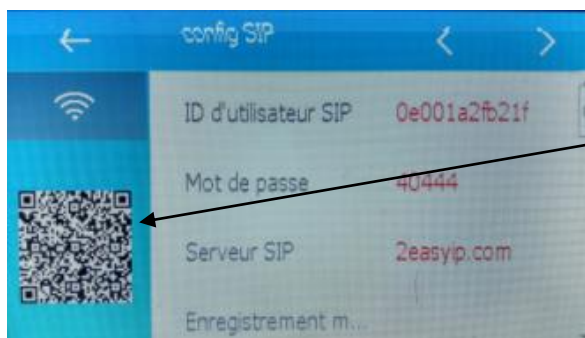 config SIP
ID d'utilisateur SIP 0e001a2fb21f
Mot de passe 40444
Serveur SIP 2easyip.com
Enregistrement m...